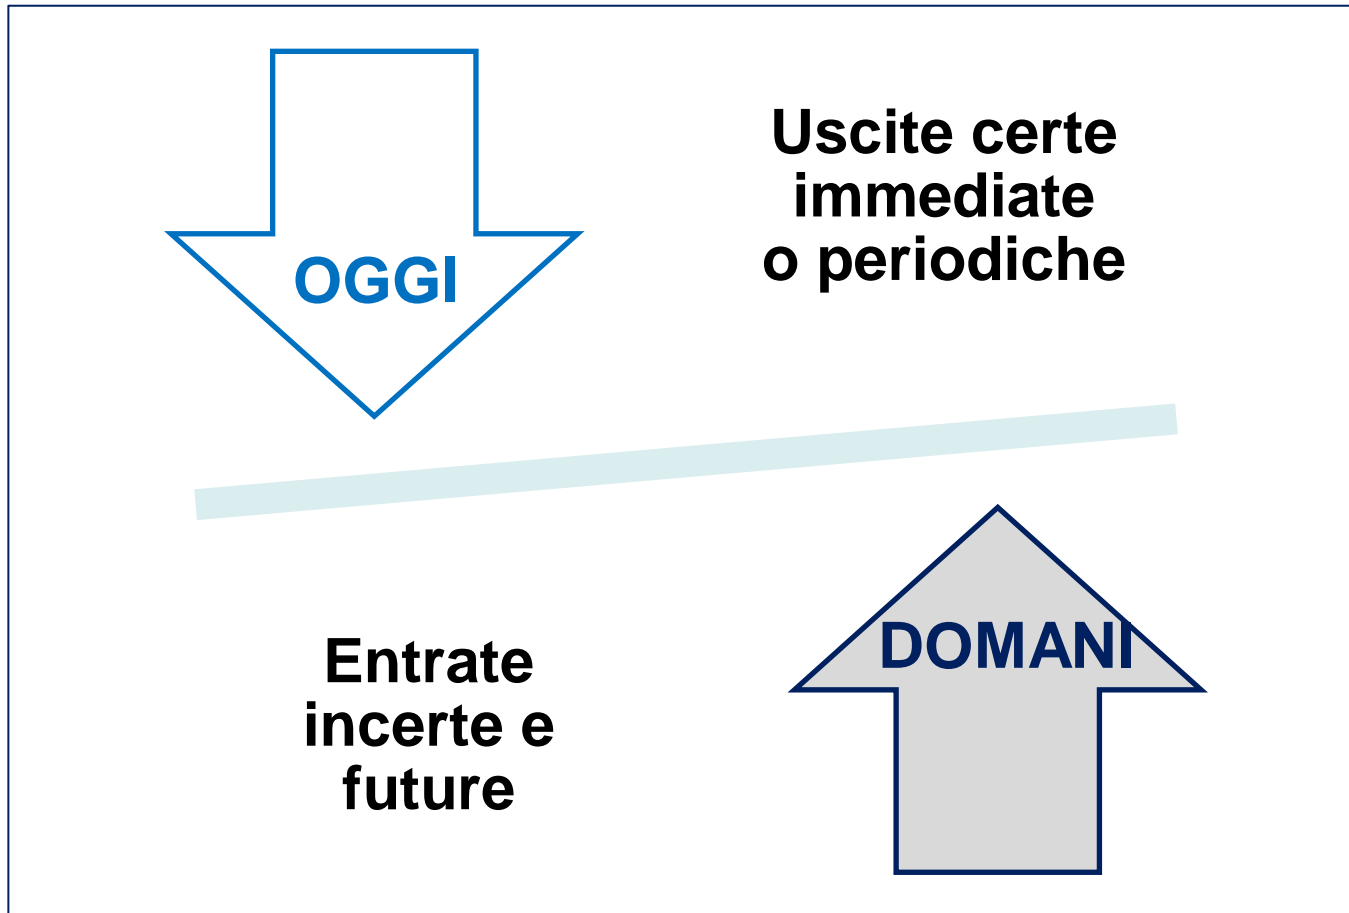 OGGI
Uscite certe
immediate
o periodiche
Entrate
incerte e
future
DOMANI